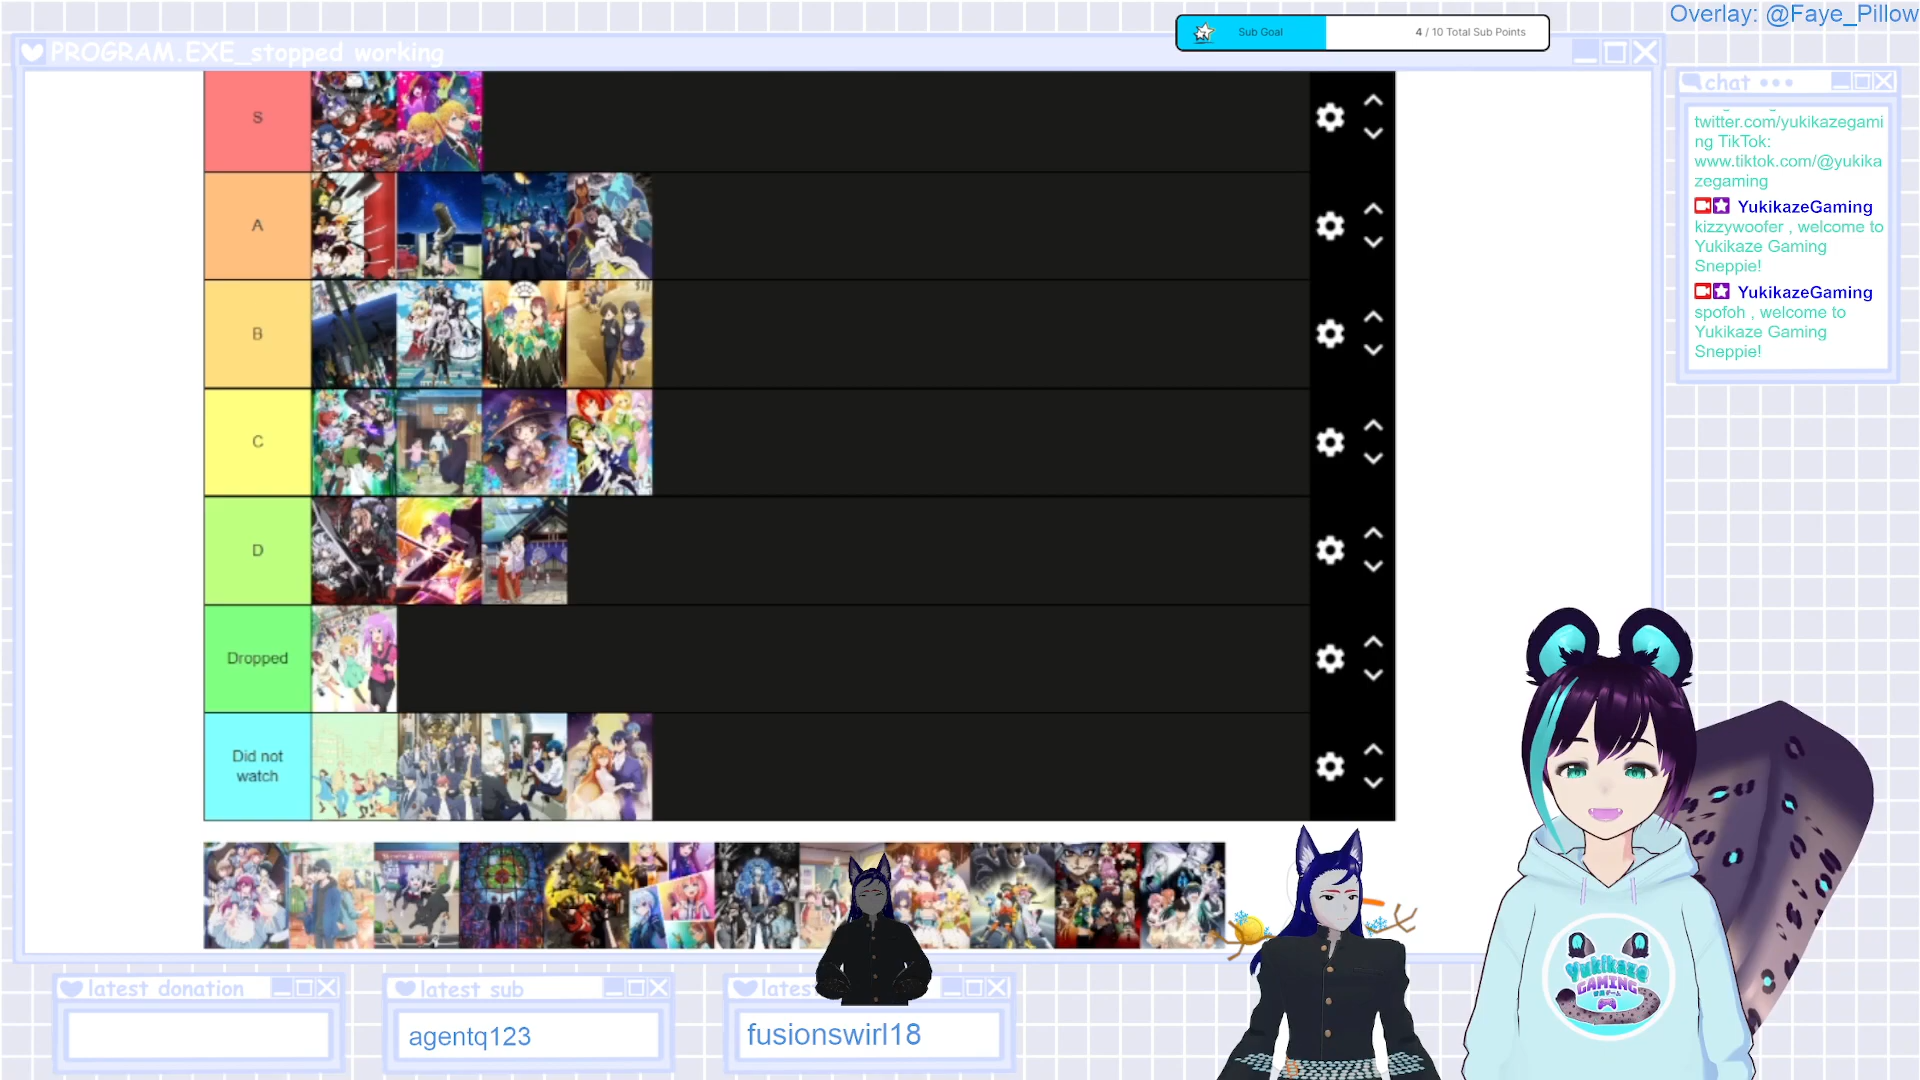 Overlay: @Faye_Pillow
PROGRAM.EXE_stopped working
Sub Goal
4 / 10 Total Sub Points
chat
twitter.com/yukikazegami
ng TikTok:
www.tiktok.com/@yukika
zegaming
YukikazeGaming
kizzywoofer , welcome to
Yukikaze Gaming
Sneppie!
YukikazeGaming
spofoh , welcome to
Yukikaze Gaming
Sneppie!
S
A
B
C
D
Dropped
Did not
watch
Yukikaze
GAMING
latest donation
latest sub
agentq123
lates
fusionswirl18